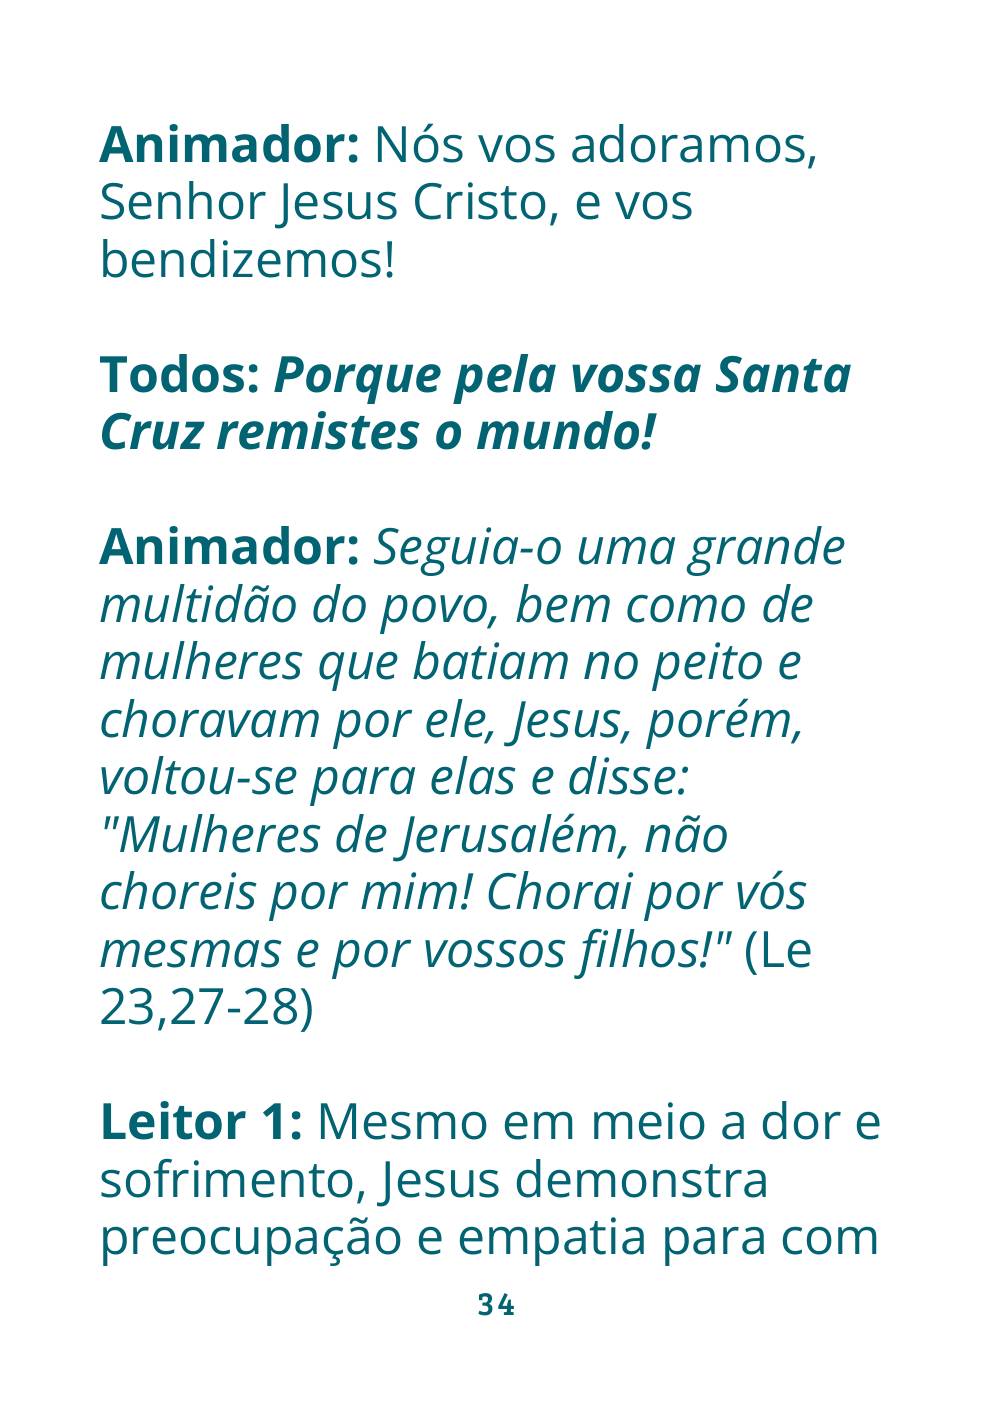 Animador: Nós vos adoramos,
Senhor Jesus Cristo, e vos
bendizemos!
Todos: Porque pela vossa Santa
Cruz remistes o mundo!
Animador: Seguia-o uma grande
multidão do povo, bem como de
mulheres que batiam no peito e
choravam por ele, Jesus, porém,
voltou-se para elas e disse:
"Mulheres de Jerusalém, não
choreis por mim! Chorai por vós
mesmas e por vossos filhos!" (Le
23,27-28)
Leitor 1: Mesmo em meio a dor e
sofrimento, Jesus demonstra
preocupação e empatia para com
34